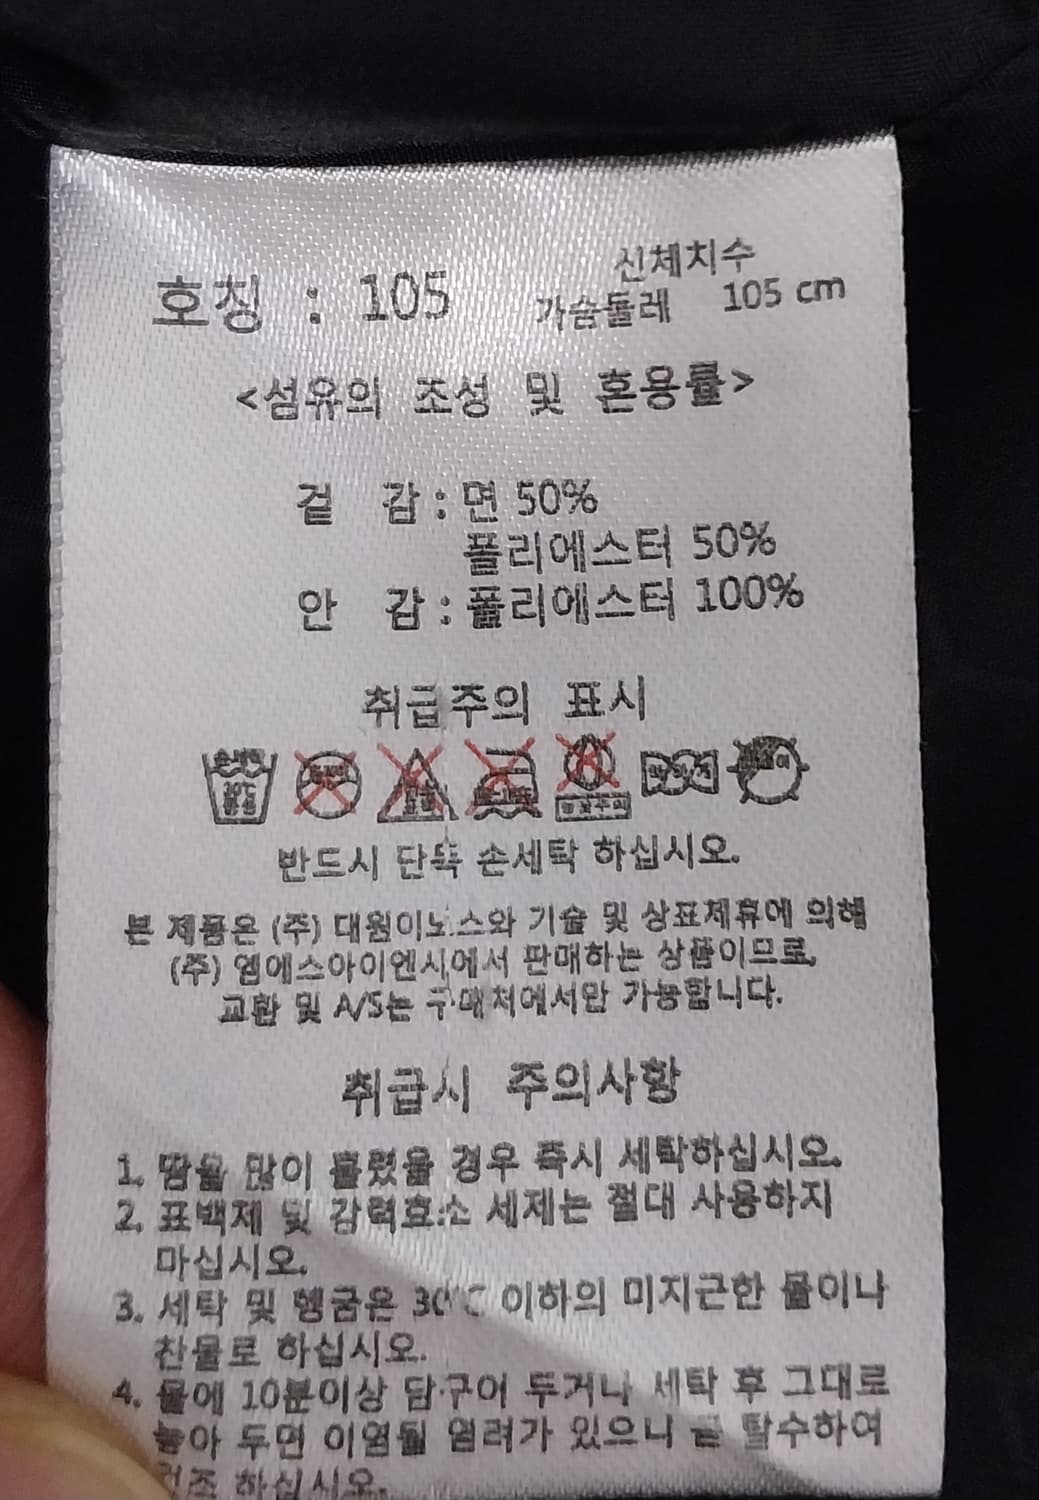 호칭 : 105
신체치수
가슴둘레 105 cm
<섬유의 조성 및 혼용률>
겉 감 : 면 50%
폴리에스터 50%
안 감 : 폴리에스터 100%
취급주의 표시
30℃
반드시 단독 손세탁 하십시오.
본 제품은 (주) 대원이노스와 기술 및 상표제휴에 의해
(주) 엠에스아이엔시에서 판매하는 상품이므로,
교환 및 A/S는 구매처에서만 가능합니다.
취급시 주의사항
1. 땀을 많이 흘렸을 경우 즉시 세탁하십시오.
2. 표백제 및 강력효소 세제는 절대 사용하지
마십시오.
3. 세탁 및 헹굼은 30℃ 이하의 미지근한 물이나
찬물로 하십시오.
4. 물에 10분이상 담구어 두거나 세탁 후 그대로
놓아 두면 이염될 염려가 있으니 곧 탈수하여
건조 하십시오.